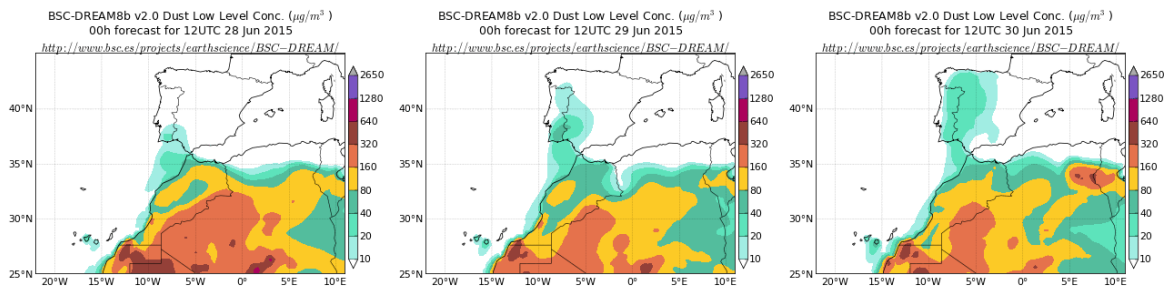 BSC-DREAM8b v2.0 Dust Low Level Conc. (μg/m³ )
00h forecast for 12UTC 28 Jun 2015
http://www.bsc.es/projects/earthscience/BSC−DREAM/
40°N
35°N
30°N
25°N
20°W 15°W 10°W 5°W 0° 5°E 10°E
2650
1280
640
320
160
80
40
20
10
BSC-DREAM8b v2.0 Dust Low Level Conc. (μg/m³ )
00h forecast for 12UTC 29 Jun 2015
http://www.bsc.es/projects/earthscience/BSC−DREAM/
40°N
35°N
30°N
25°N
20°W 15°W 10°W 5°W 0° 5°E 10°E
2650
1280
640
320
160
80
40
20
10
BSC-DREAM8b v2.0 Dust Low Level Conc. (μg/m³ )
00h forecast for 12UTC 30 Jun 2015
http://www.bsc.es/projects/earthscience/BSC−DREAM/
40°N
35°N
30°N
25°N
20°W 15°W 10°W 5°W 0° 5°E 10°E
2650
1280
640
320
160
80
40
20
10